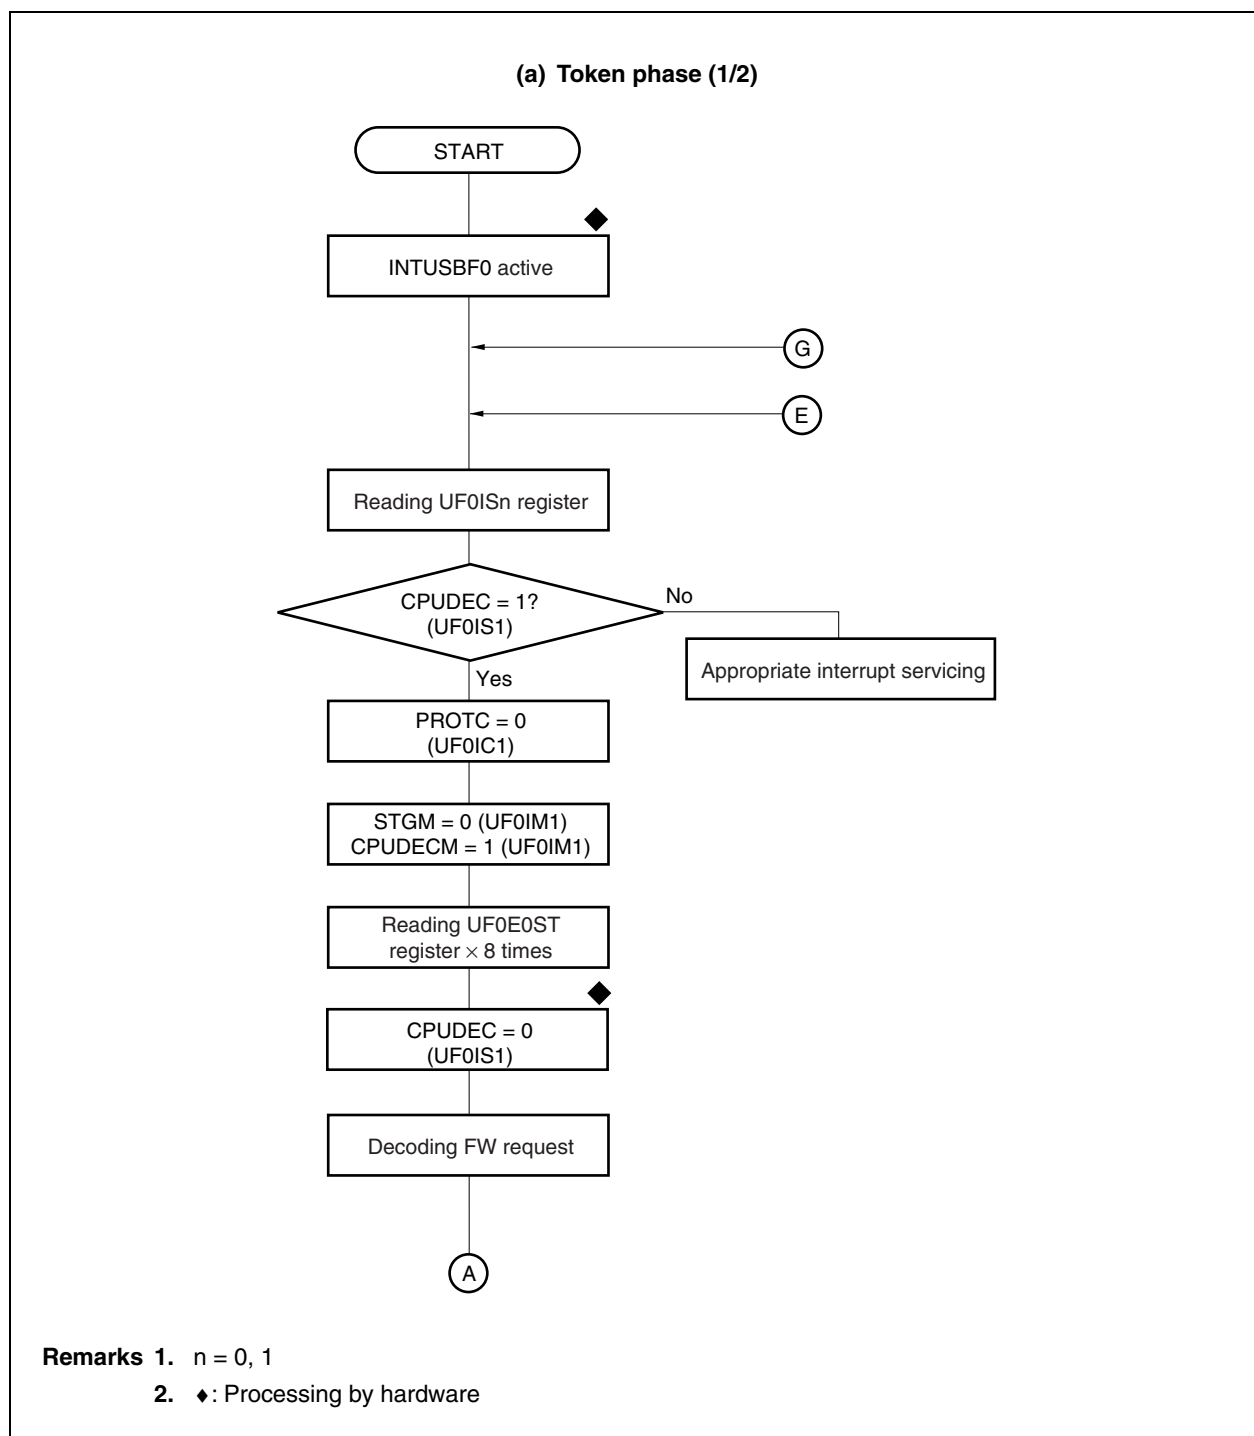 (a) Token phase (1/2)
START
◆
INTUSBF0 active
G
E
Reading UF0ISn register
CPUDEC = 1?
(UF0IS1)
No
Appropriate interrupt servicing
Yes
PROTC = 0
(UF0IC1)
STGM = 0 (UF0IM1)
CPUDECM = 1 (UF0IM1)
Reading UF0E0ST
register × 8 times
◆
CPUDEC = 0
(UF0IS1)
Decoding FW request
A
Remarks 1. n = 0, 1
2. ♦: Processing by hardware